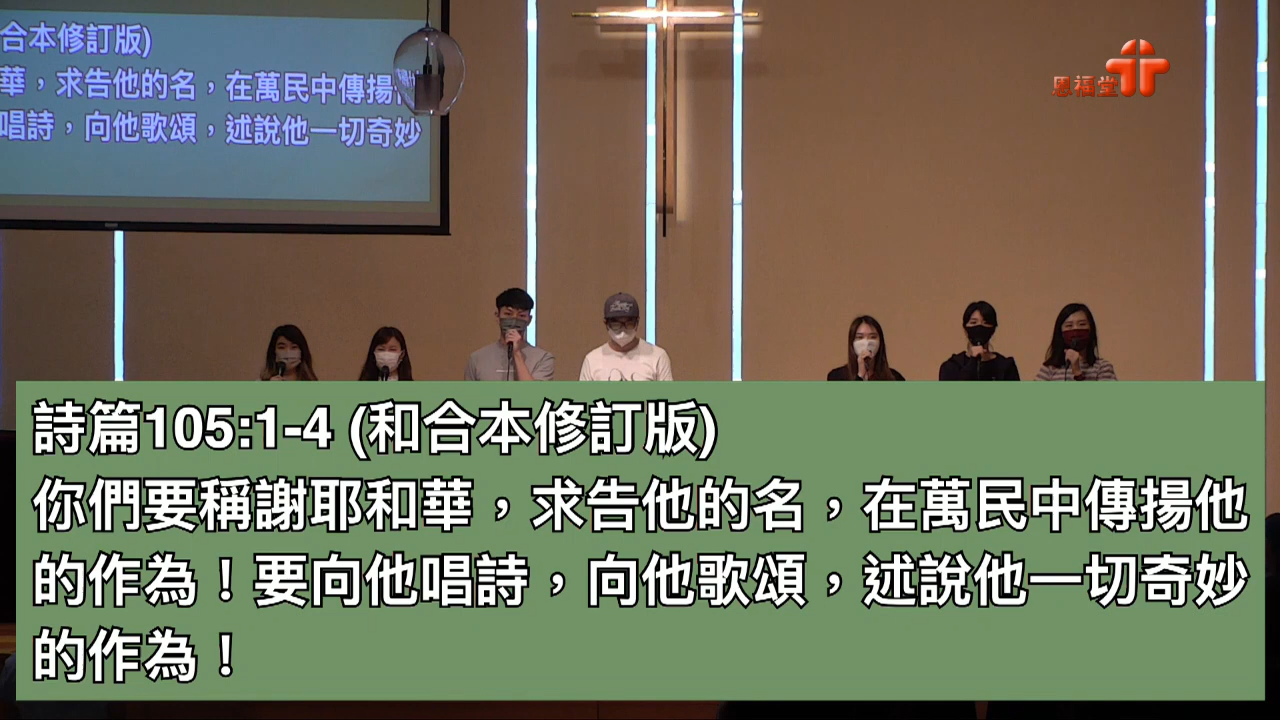 合本修訂版)
華，求告他的名，在萬民中傳揚
唱詩，向他歌頌，述說他一切奇妙
恩福堂
詩篇105:1-4 (和合本修訂版)
你們要稱謝耶和華，求告他的名，在萬民中傳揚他
的作為！要向他唱詩，向他歌頌，述說他一切奇妙
的作為！